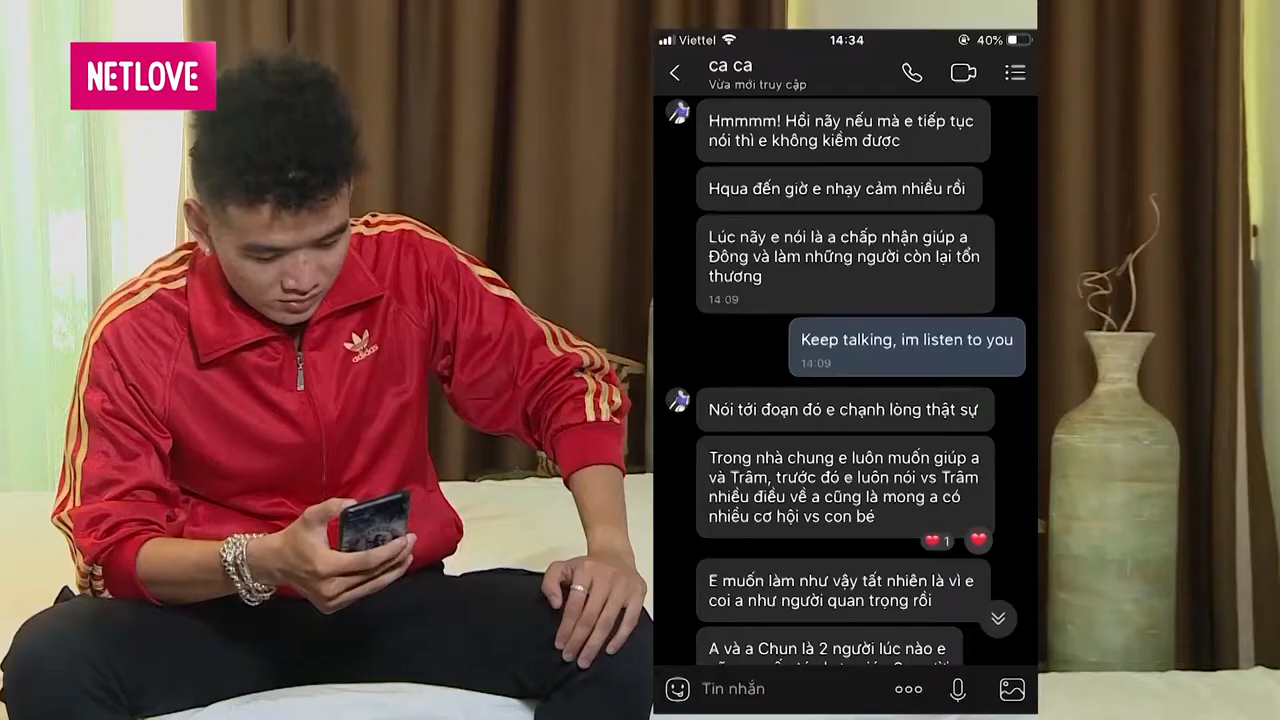 NETLOVE
Viettel
14:34
40%
ca ca
Vừa mới truy cập
Hmmmm! Hồi nãy nếu mà e tiếp tục
nói thì e không kiềm được
Hqua đến giờ e nhạy cảm nhiều rồi
Lúc nãy e nói là a chấp nhận giúp a
Đông và làm những người còn lại tổn
thương
14:09
Keep talking, im listen to you
14:09
Nói tới đoạn đó e chạnh lòng thật sự
Trong nhà chung e luôn muốn giúp a
và Trâm, trước đó e luôn nói vs Trâm
nhiều điều về a cũng là mong a có
nhiều cơ hội vs con bé
1
E muốn làm như vậy tất nhiên là vì e
coi a như người quan trọng rồi
A và a Chun là 2 người lúc nào e
Tin nhắn
adidas